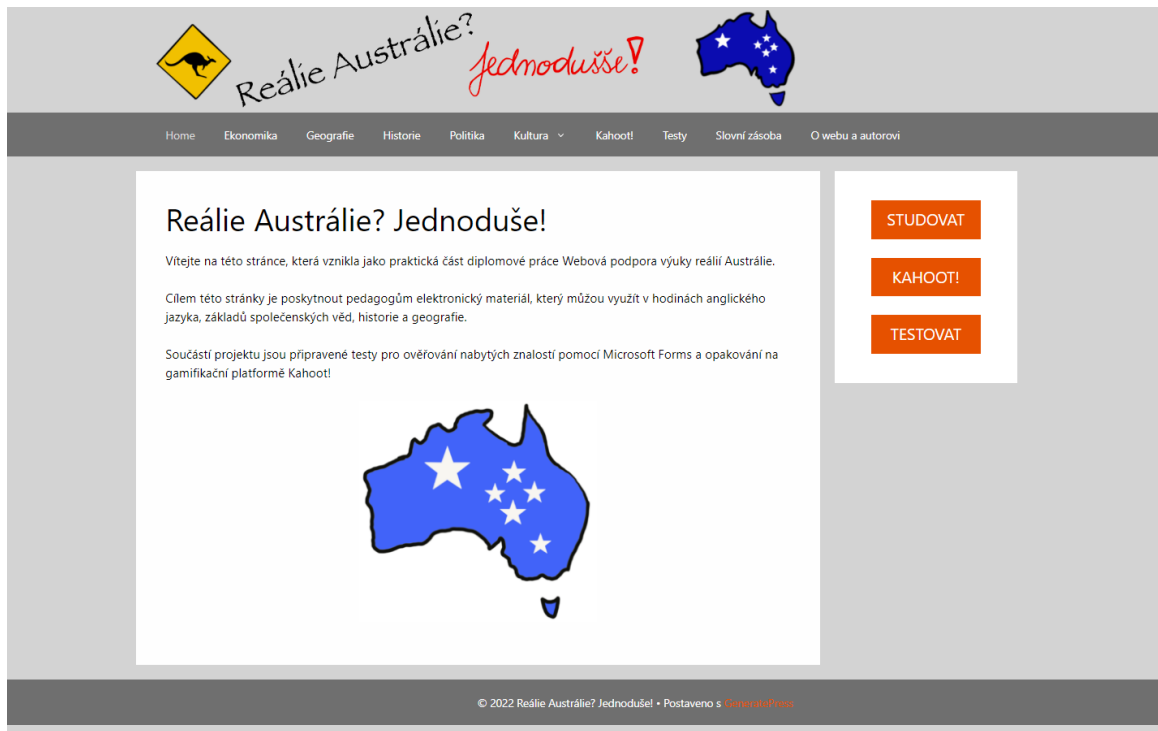 Reálie Austrálie? Jednodušše!
Home Ekonomika Geografie Historie Politika Kultura Kahoot! Testy Slovní zásoba O webu a autorovi
Reálie Austrálie? Jednoduše!
Vítejte na této stránce, která vznikla jako praktická část diplomové práce Webová podpora výuky reálií Austrálie.
Cílem této stránky je poskytnout pedagogům elektronický materiál, který můžou využít v hodinách anglického
jazyka, základů společenských věd, historie a geografie.
Součástí projektu jsou připravené testy pro ověřování nabytých znalostí pomocí Microsoft Forms a opakování na
gamifikační platformě Kahoot!
STUDOVAT
KAHOOT!
TESTOVAT
© 2022 Reálie Austrálie? Jednoduše! • Postaveno s GeneratePress